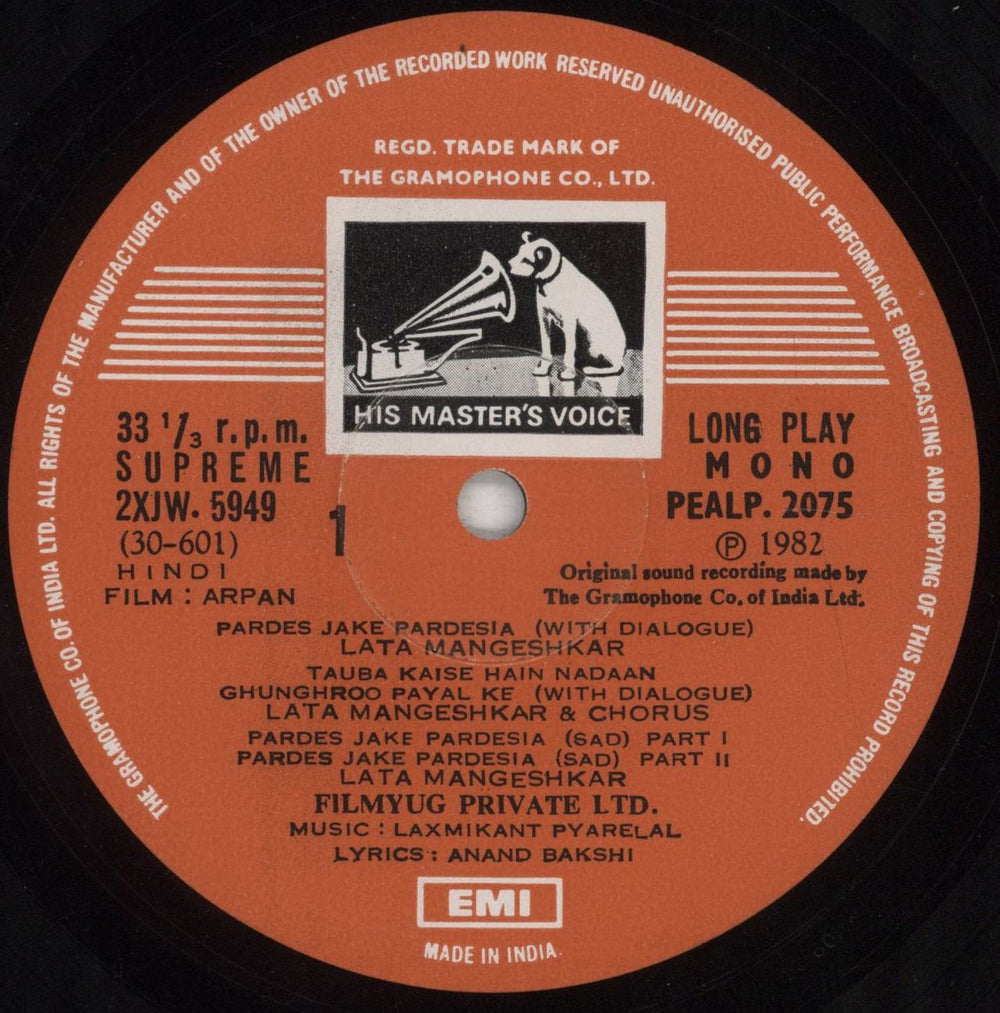 THE GRAMOPHONE CO. OF INDIA LTD. ALL RIGHTS OF THE MANUFACTURER AND OF THE OWNER OF THE RECORDED WORK RESERVED UNAUTHORISED PUBLIC PERFORMANCE BROADCASTING AND COPYING OF THIS RECORD PROHIBITED.
REGD. TRADE MARK OF
THE GRAMOPHONE CO., LTD.
HIS MASTER'S VOICE
33 1/3 r.p.m.
SUPREME
2XJW. 5949
(30-601)
HINDI
FILM : ARPAN
1
LONG PLAY
MONO
PEALP. 2075
Ⓟ 1982
Original sound recording made by
The Gramophone Co. of India Ltd.
PARDES JAKE PARDESIA (WITH DIALOGUE)
LATA MANGESHKAR
TAUBA KAISE HAIN NADAAN
GHUNGHROO PAYAL KE (WITH DIALOGUE)
LATA MANGESHKAR & CHORUS
PARDES JAKE PARDESIA (SAD) PART I
PARDES JAKE PARDESIA (SAD) PART II
LATA MANGESHKAR
FILMYUG PRIVATE LTD.
MUSIC : LAXMIKANT PYARELAL
LYRICS : ANAND BAKSHI
EMI
MADE IN INDIA.